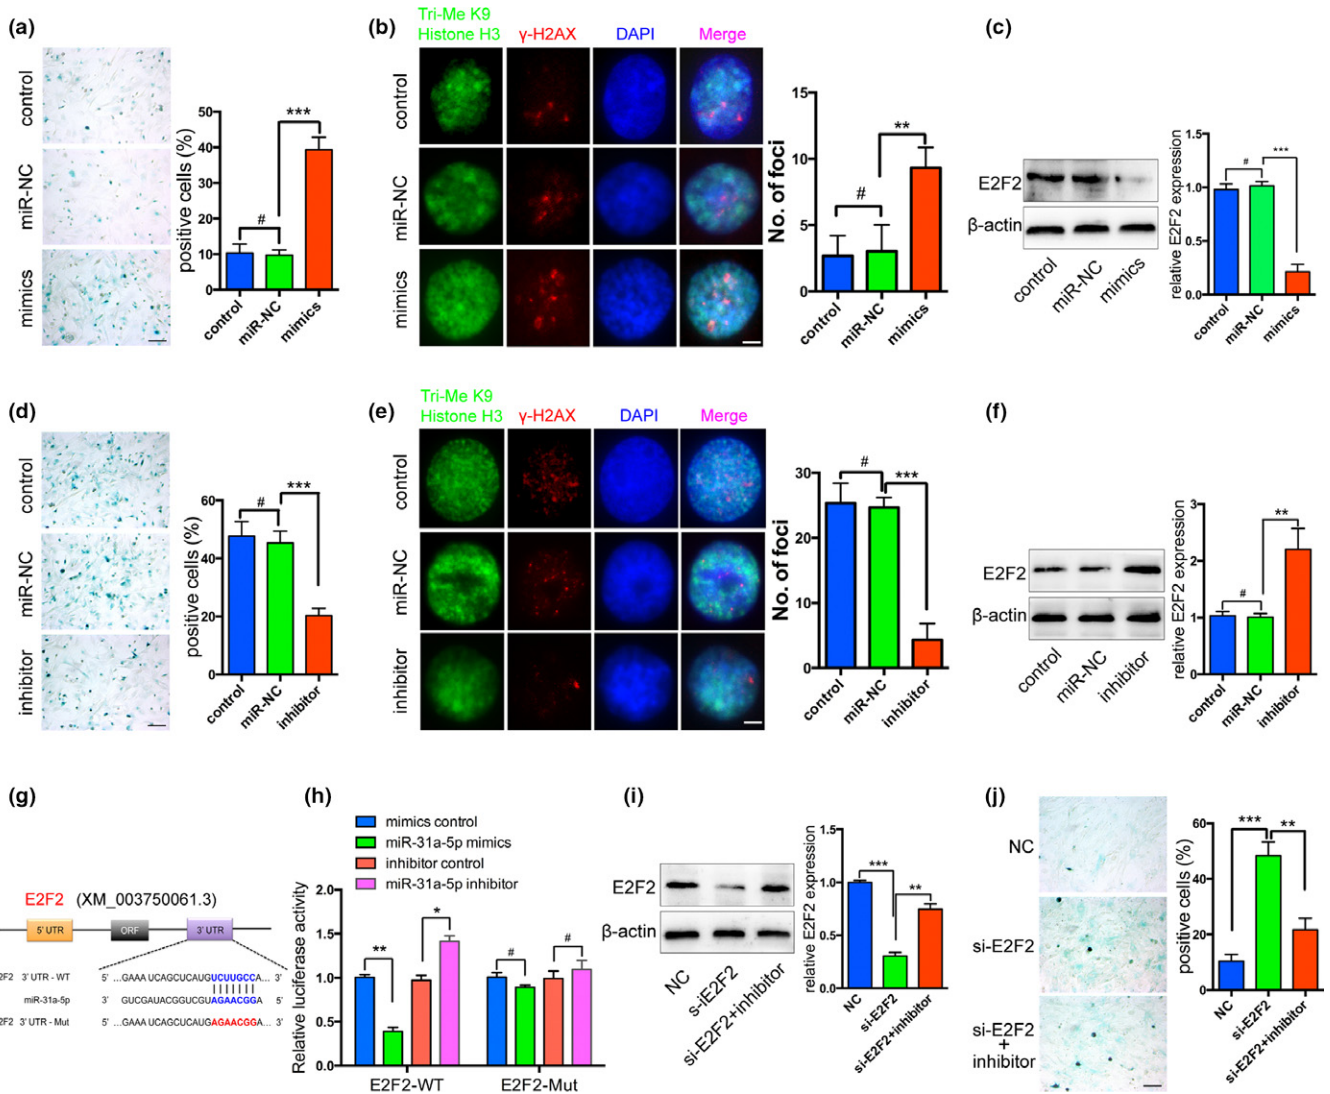 (a)
control
miR-NC
mimics
positive cells (%)
50
40
30
20
10
0
#
***
control
miR-NC
mimics
(b)
Tri-Me K9
Histone H3
γ-H2AX
DAPI
Merge
control
miR-NC
mimics
No. of foci
15
10
5
0
#
**
control
miR-NC
mimics
(c)
E2F2
β-actin
control
miR-NC
mimics
relative E2F2 expression
1.5
1.0
0.5
0.0
#
***
control
miR-NC
mimics
(d)
control
miR-NC
inhibitor
positive cells (%)
60
40
20
0
#
***
control
miR-NC
inhibitor
(e)
Tri-Me K9
Histone H3
γ-H2AX
DAPI
Merge
control
miR-NC
inhibitor
No. of foci
30
20
10
0
#
***
control
miR-NC
inhibitor
(f)
E2F2
β-actin
control
miR-NC
inhibitor
relative E2F2 expression
3
2
1
0
#
**
control
miR-NC
inhibitor
(g)
E2F2 (XM_003750061.3)
5' UTR
ORF
3' UTR
2F2 3' UTR - WT 5' ...GAAA UCAGCUCAUGUCUUGCCA... 3'
miR-31a-5p 3' GUCGAUACGGUCGUAGAACGGA 5'
2F2 3' UTR - Mut 5' ...GAAA UCAGCUCAUGAGAACGGA... 3'
(h)
mimics control
miR-31a-5p mimics
inhibitor control
miR-31a-5p inhibitor
Relative luciferase activity
2.0
1.5
1.0
0.5
0.0
**
*
#
#
E2F2-WT
E2F2-Mut
(i)
E2F2
β-actin
NC
s-iE2F2
si-E2F2+inhibitor
relative E2F2 expression
1.5
1.0
0.5
0.0
***
**
NC
si-E2F2
si-E2F2+inhibitor
(j)
NC
si-E2F2
si-E2F2
+
inhibitor
positive cells (%)
60
40
20
0
***
**
NC
si-E2F2
si-E2F2+inhibitor